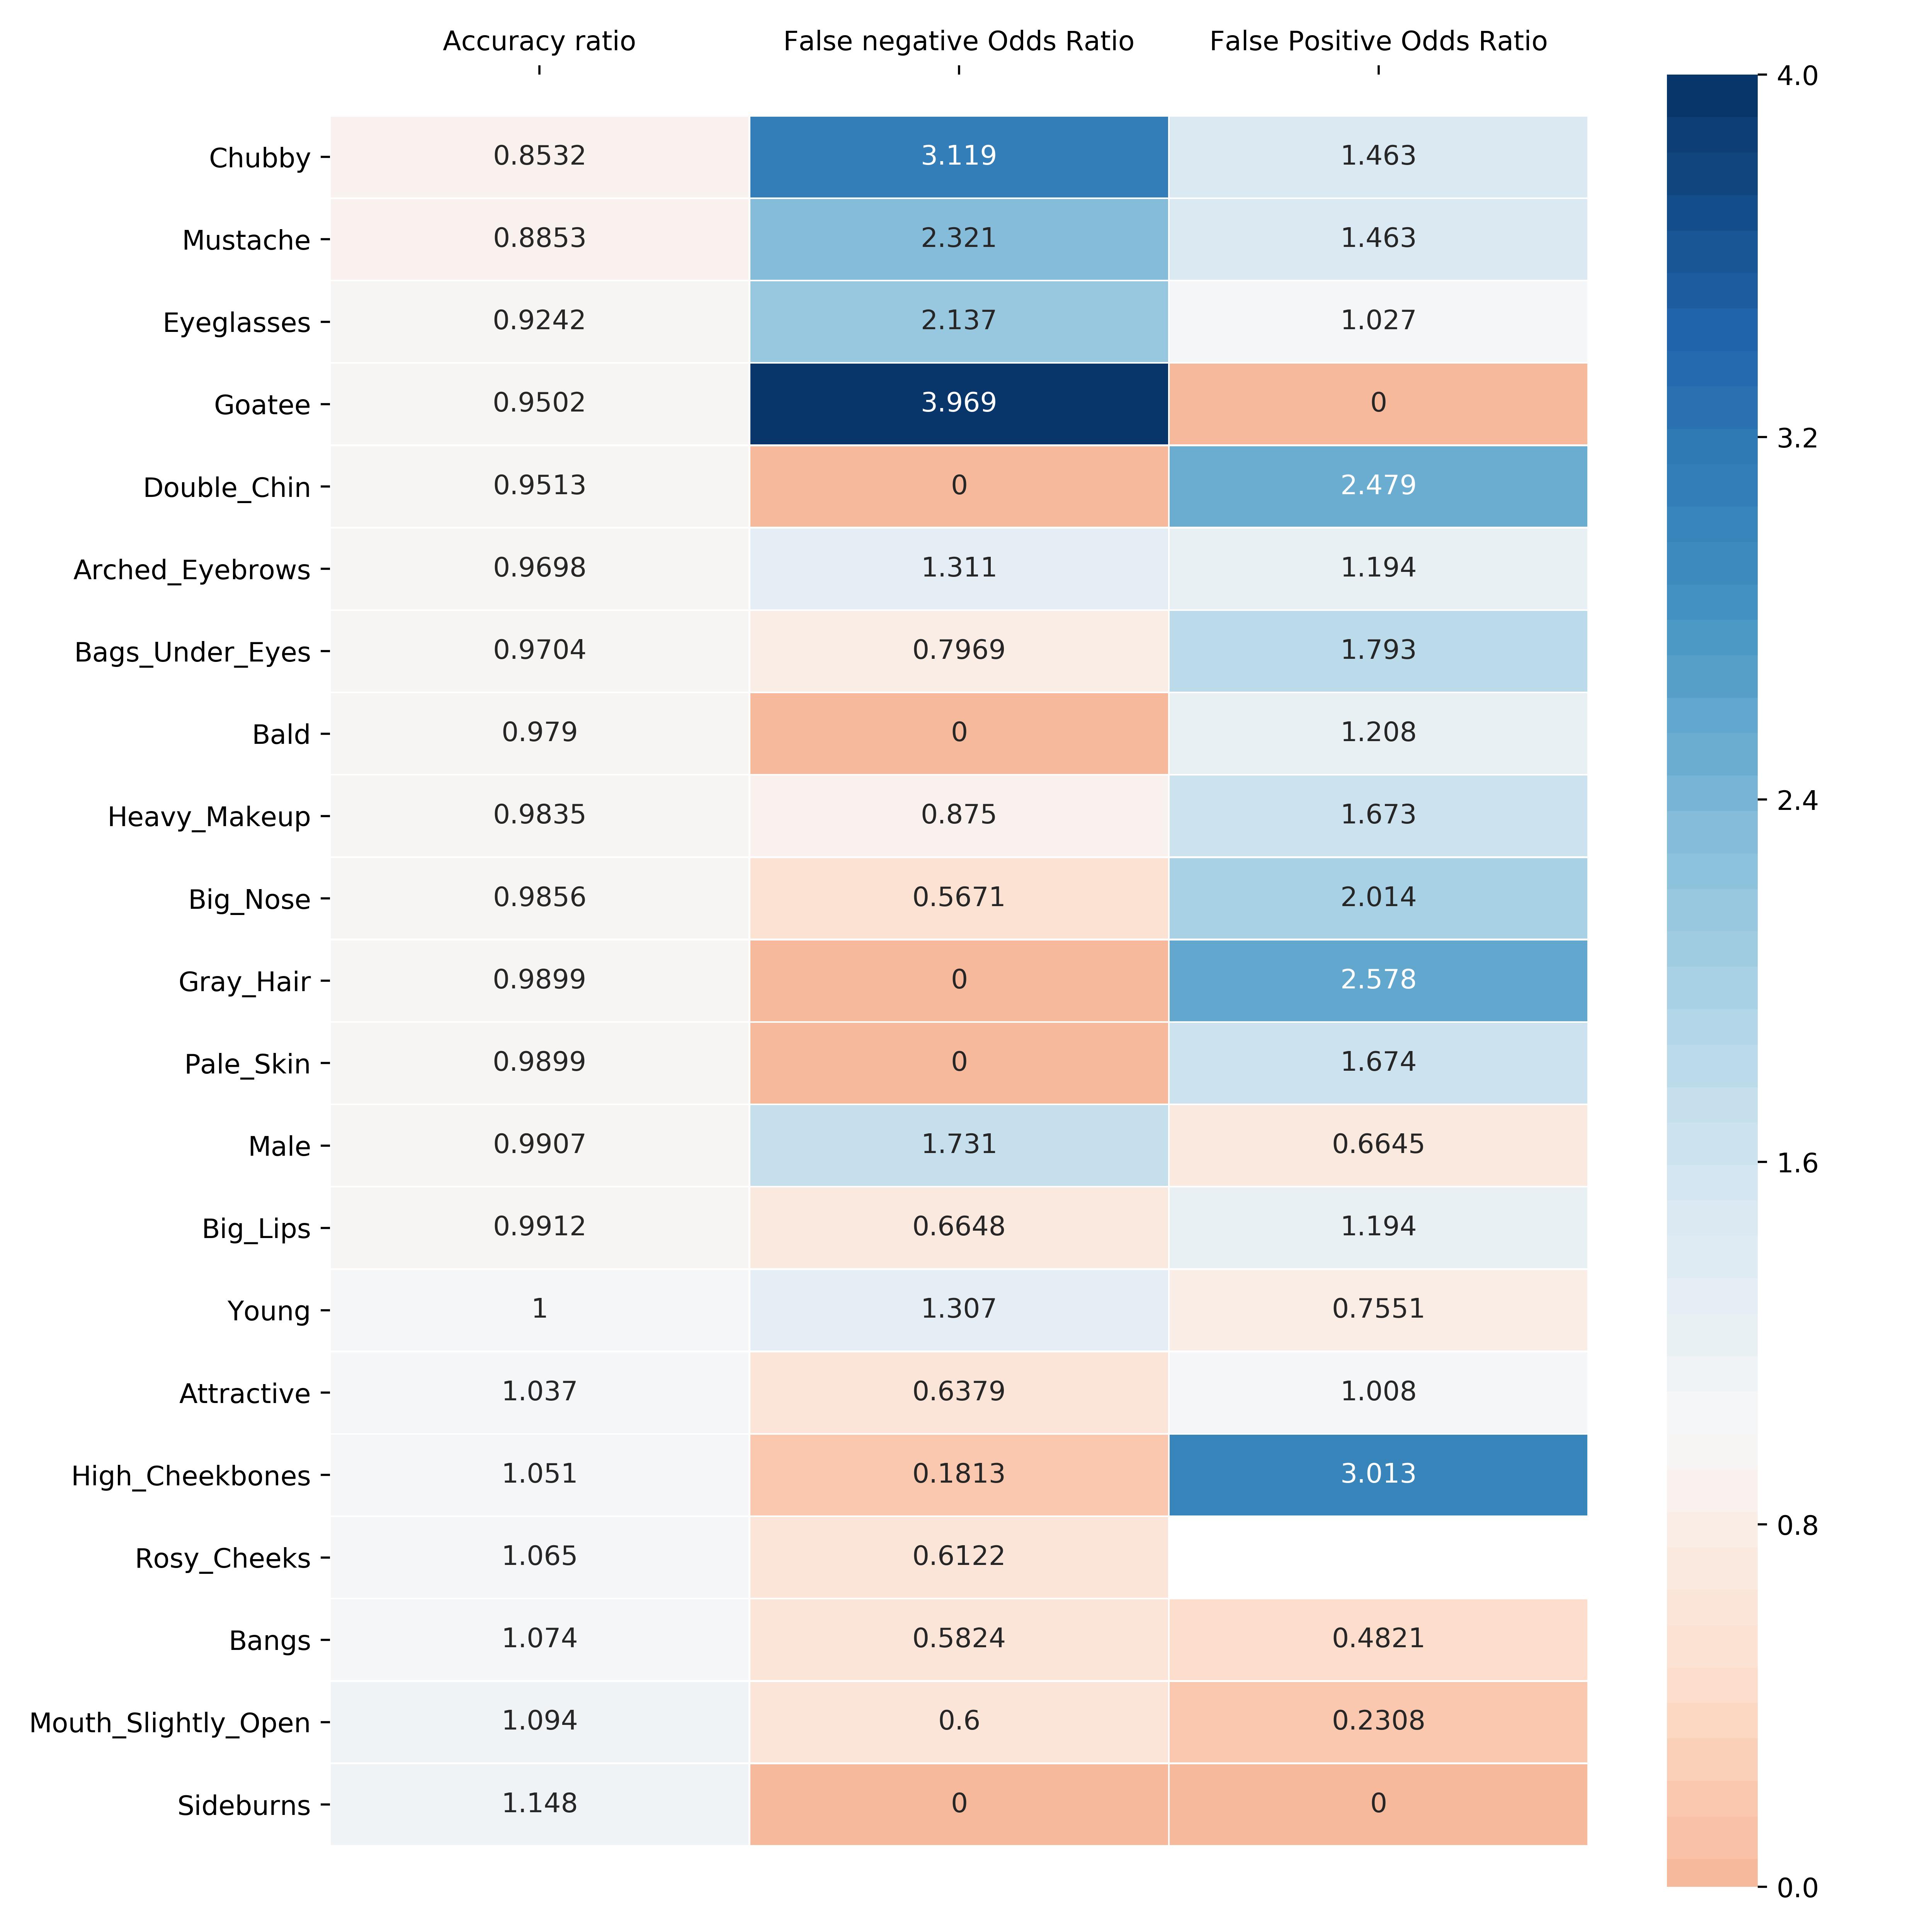 Accuracy ratio False negative Odds Ratio False Positive Odds Ratio
4.0
Chubby 0.8532 3.119 1.463
Mustache 0.8853 2.321 1.463
Eyeglasses 0.9242 2.137 1.027
Goatee 0.9502 3.969 0
3.2
Double_Chin 0.9513 0 2.479
Arched_Eyebrows 0.9698 1.311 1.194
Bags_Under_Eyes 0.9704 0.7969 1.793
Bald 0.979 0 1.208
2.4
Heavy_Makeup 0.9835 0.875 1.673
Big_Nose 0.9856 0.5671 2.014
Gray_Hair 0.9899 0 2.578
Pale_Skin 0.9899 0 1.674
Male 0.9907 1.731 0.6645
1.6
Big_Lips 0.9912 0.6648 1.194
Young 1 1.307 0.7551
Attractive 1.037 0.6379 1.008
High_Cheekbones 1.051 0.1813 3.013
0.8
Rosy_Cheeks 1.065 0.6122
Bangs 1.074 0.5824 0.4821
Mouth_Slightly_Open 1.094 0.6 0.2308
Sideburns 1.148 0 0
0.0